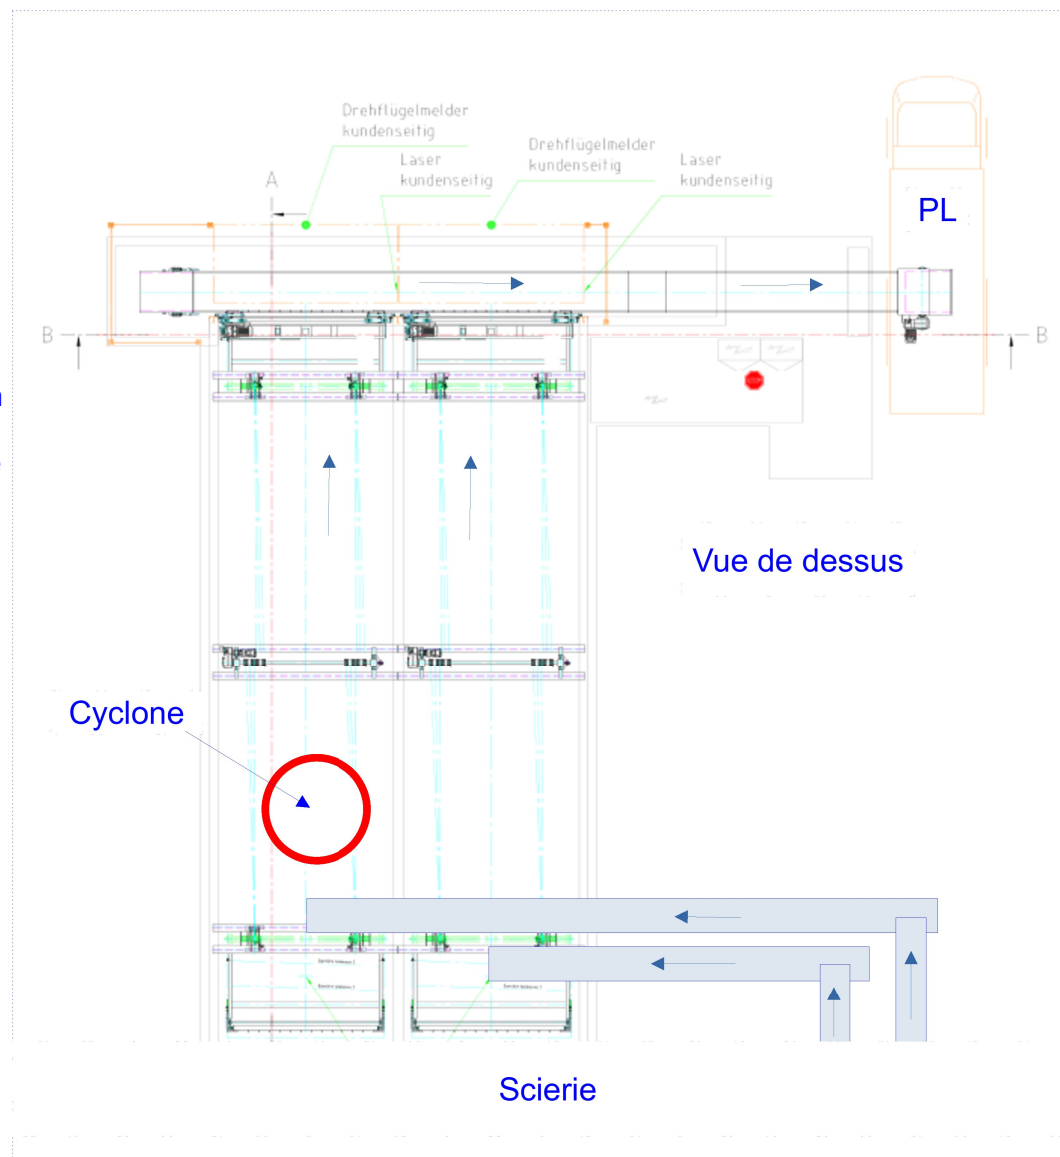 Drehflügelmelder
kundenseitig
Laser
kundenseitig
Drehflügelmelder
kundenseitig
Laser
kundenseitig
A
PL
B
B
Vue de dessus
Cyclone
Scierie